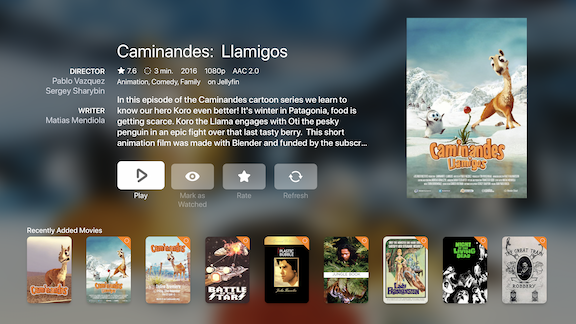 Caminandes: Llamigos
DIRECTOR
Pablo Vazquez
Sergey Sharybin
WRITER
Matias Mendiola
7.6 3 min. 2016 1080p AAC 2.0
Animation, Comedy, Family on Jellyfin
In this episode of the Caminandes cartoon series we learn to
know our hero Koro even better! It's winter in Patagonia, food is
getting scarce. Koro the Llama engages with Oti the pesky
penguin in an epic fight over that last tasty berry. This short
animation film was made with Blender and funded by the subscr...
Caminandes
Llamigos
Play
Mark as
Watched
Rate
Refresh
Recently Added Movies
Caminandes
Caminandes
Caminandes
BATTLE
STARS
PLASTIC
BUBBLE
JUNGLE BOOK
Lady
Frankenstein
NIGHT
OF THE
LIVING
DEAD
THE GREAT TRAIN
ROBBERY